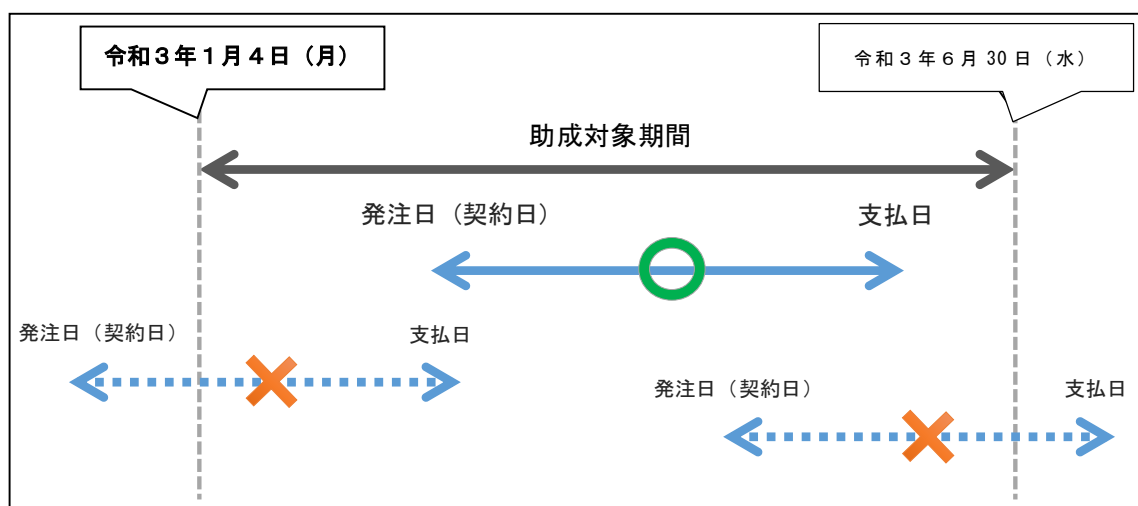 令和３年１月４日（月）
令和３年６月 30 日（水）
助成対象期間
発注日（契約日）
支払日
発注日（契約日）
支払日
発注日（契約日）
支払日